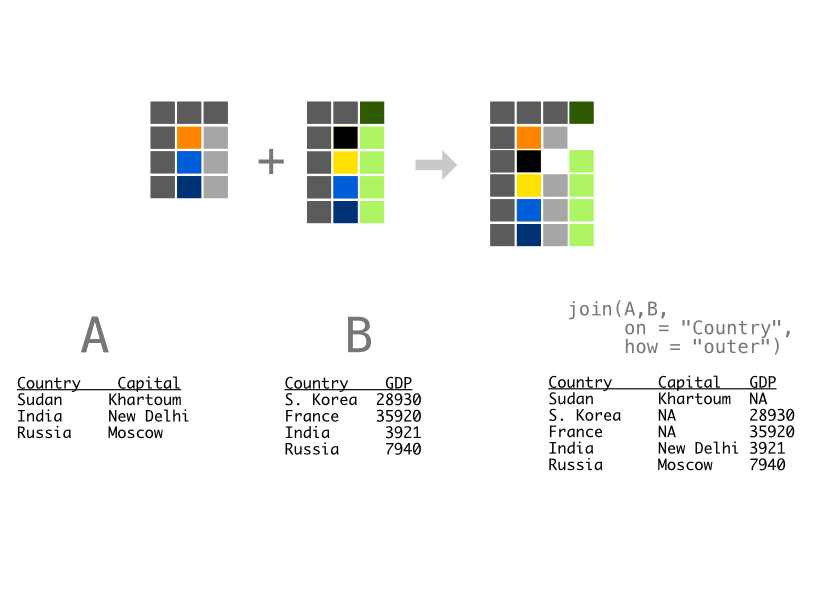 +
A
B
join(A,B,
on = "Country",
how = "outer")
Country Capital
Sudan Khartoum
India New Delhi
Russia Moscow
Country GDP
S. Korea 28930
France 35920
India 3921
Russia 7940
Country Capital GDP
Sudan Khartoum NA
S. Korea NA 28930
France NA 35920
India New Delhi 3921
Russia Moscow 7940